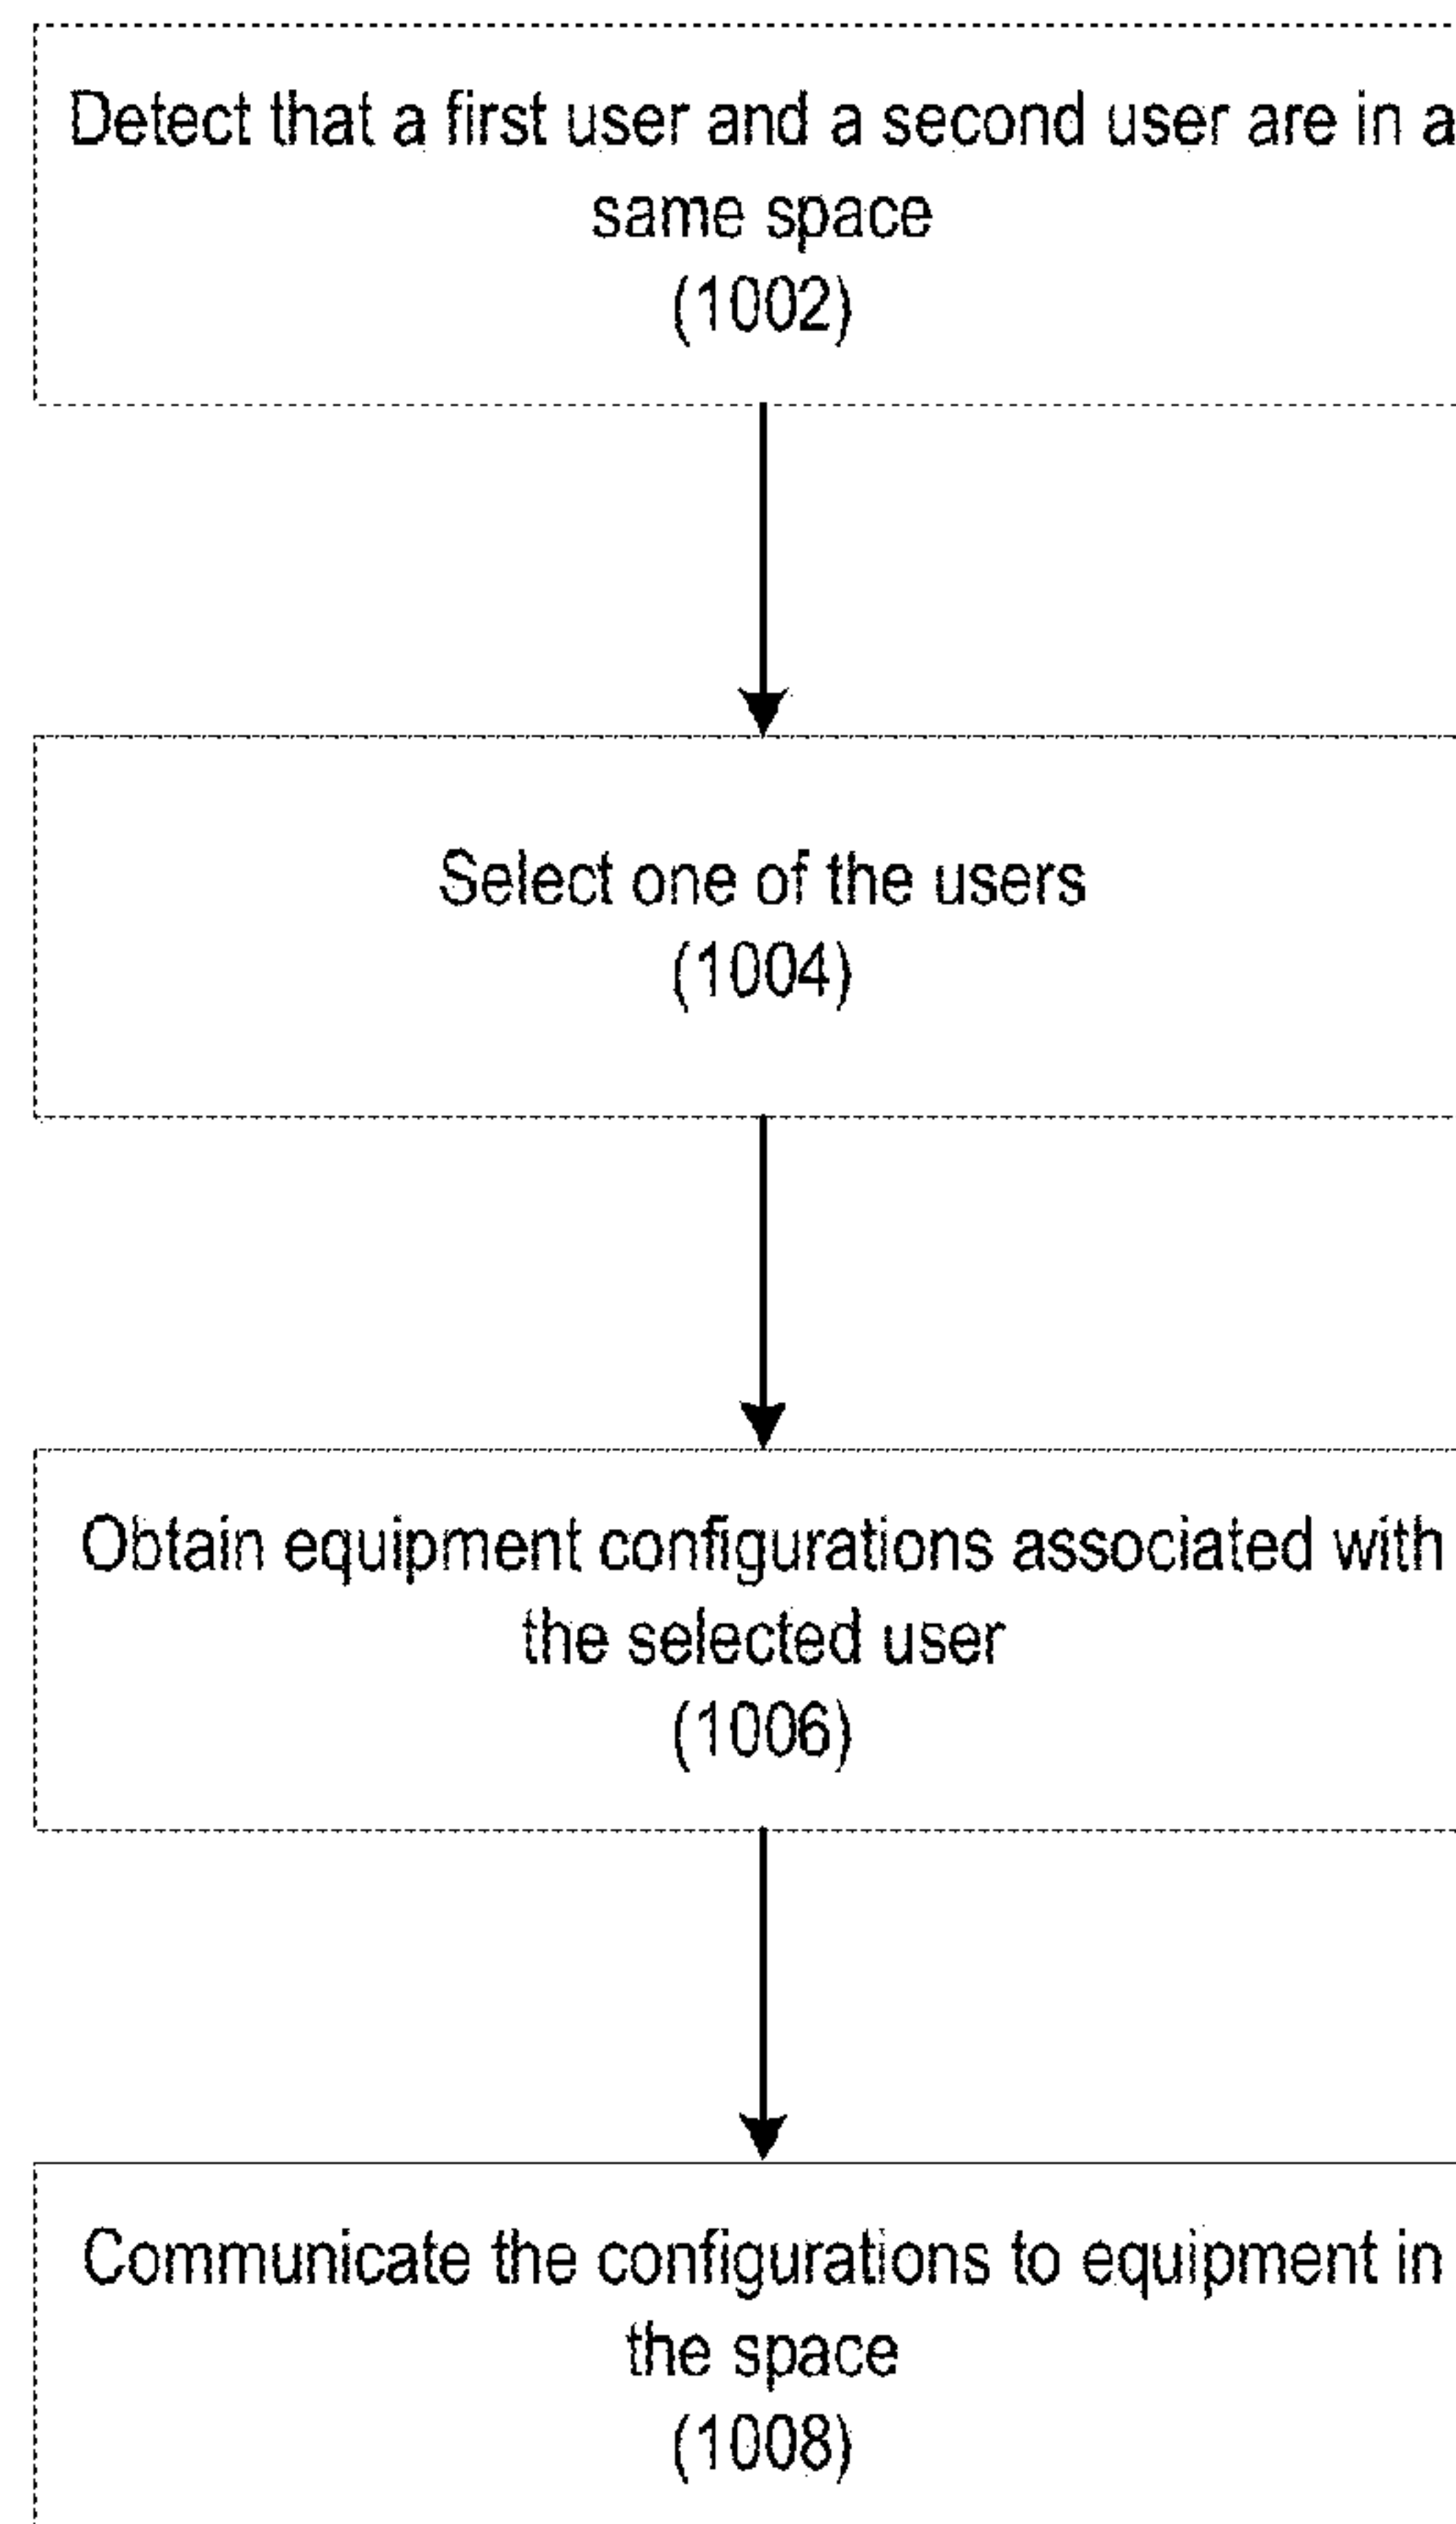 Detect that a first user and a second user are in a
same space
(1002)
Select one of the users
(1004)
Obtain equipment configurations associated with
the selected user
(1006)
Communicate the configurations to equipment in
the space
(1008)